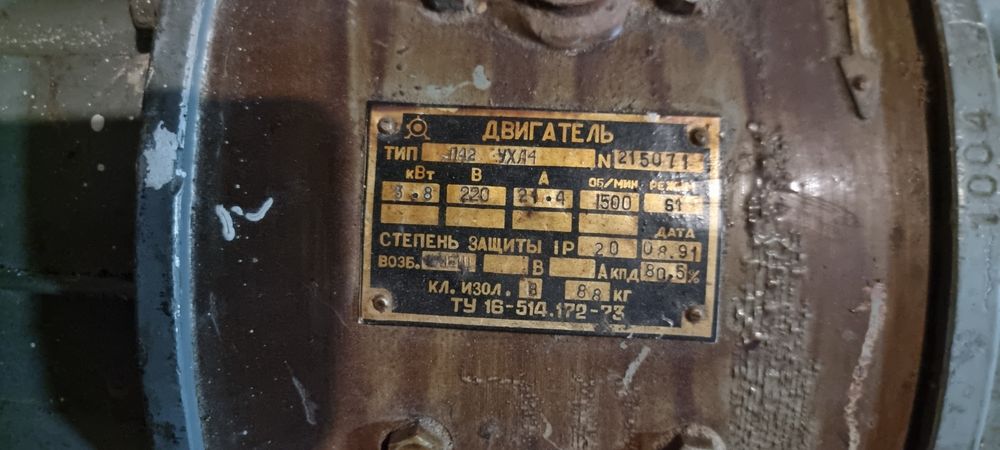 ДВИГАТЕЛЬ
ТИП П42 УХЛ4 N 215071
кВт В А ОБ/МИН РЕЖИМ
3.8 220 21.4 1500 S1
ДАТА
СТЕПЕНЬ ЗАЩИТЫ IP 20 08.91
ВОЗБ. В А КПД 80.5%
КЛ. ИЗОЛ. В 88 кг
ТУ 16-514.172-73
1004